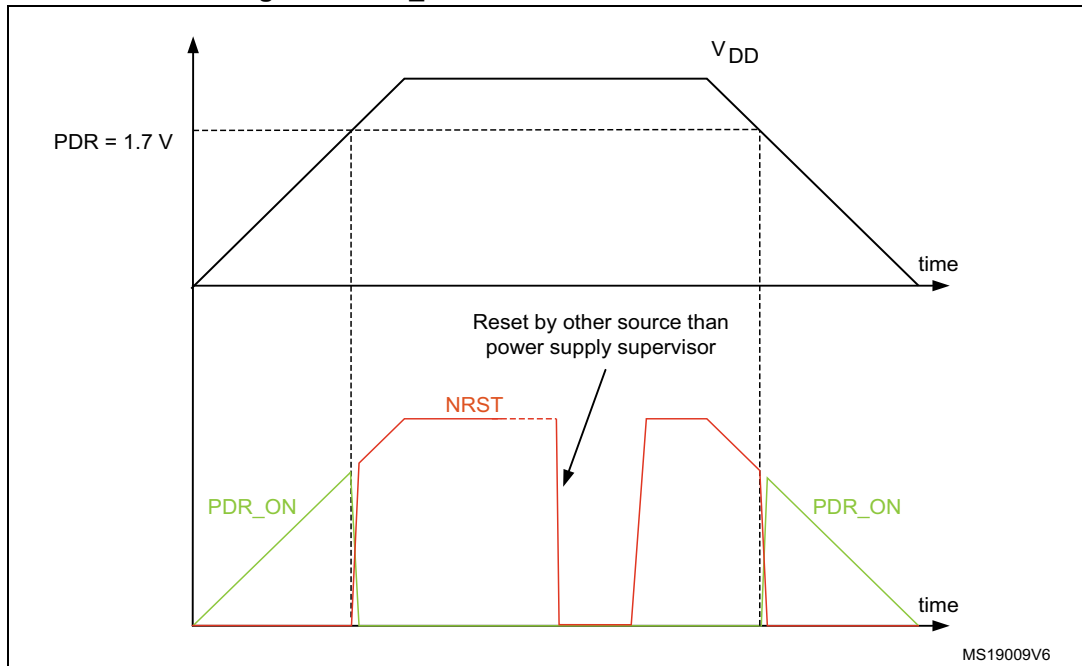 V DD
PDR = 1.7 V
time
Reset by other source than
power supply supervisor
NRST
PDR_ON
PDR_ON
time
MS19009V6